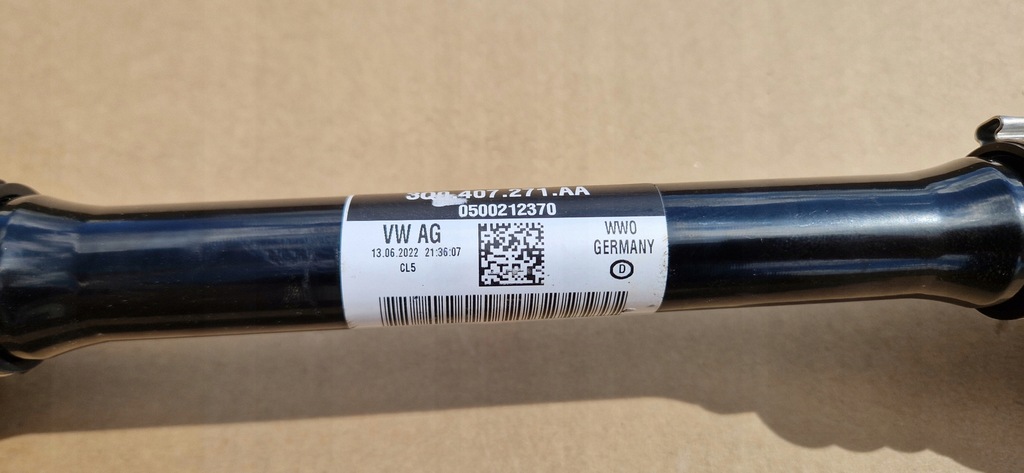 407.271.AA
0500212370
VW AG
13.06.2022 21:36:07
CL5
WWO
GERMANY
D